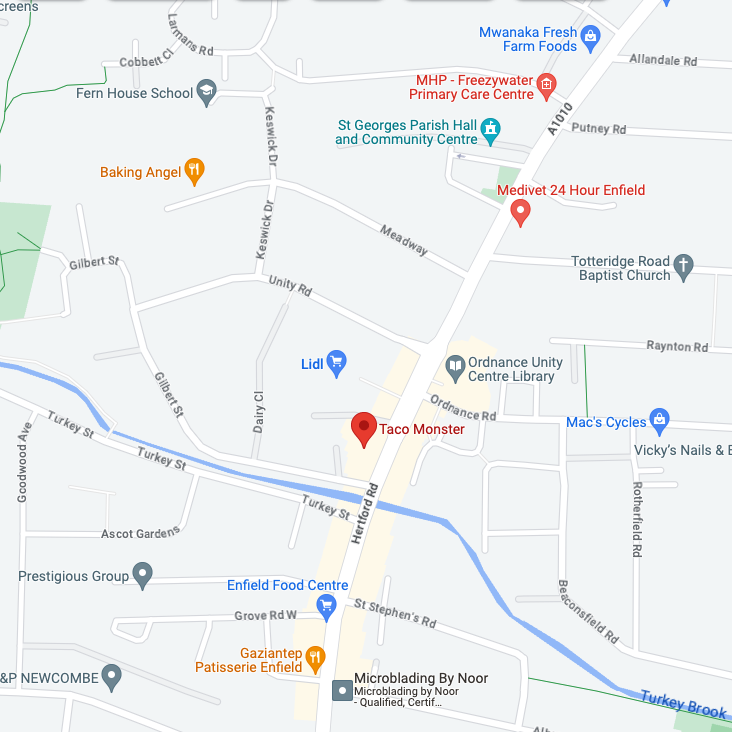 creens
Larmans Rd
Cobbett Cl
Mwanaka Fresh
Farm Foods
Allandale Rd
Fern House School
MHP - Freezywater
Primary Care Centre
A1010
Keswick Dr
St Georges Parish Hall
and Community Centre
Putney Rd
Baking Angel
Medivet 24 Hour Enfield
Keswick Dr
Meadway
Gilbert St
Totteridge Road
Baptist Church
Unity Rd
Raynton Rd
Lidl
Ordnance Unity
Centre Library
Gilbert St
Dairy Cl
Ordnance Rd
Turkey St
Goodwood Ave
Taco Monster
Mac's Cycles
Vicky's Nails & B
Turkey St
Turkey St
Hertford Rd
Rotherfield Rd
Ascot Gardens
Prestigious Group
Enfield Food Centre
Beaconsfield Rd
Grove Rd W
St Stephen's Rd
Gaziantep
Patisserie Enfield
&P NEWCOMBE
Microblading By Noor
Microblading by Noor
- Qualified, Certif...
Turkey Brook